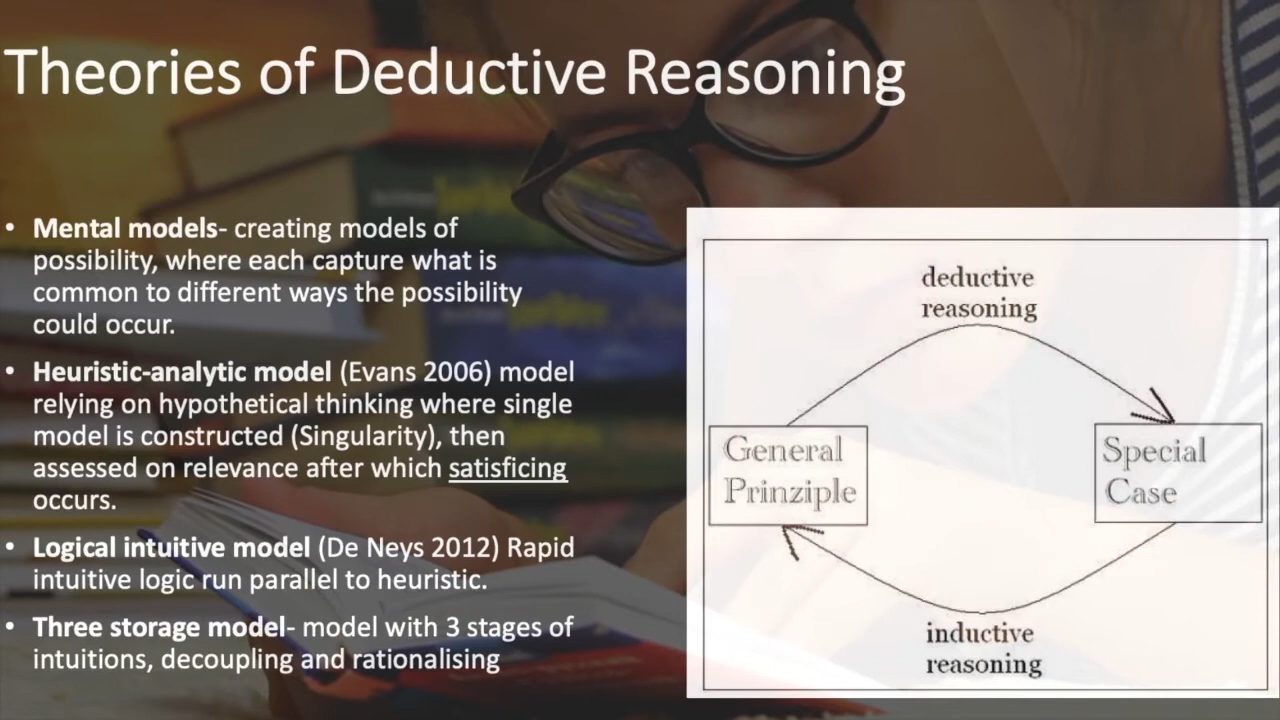 Theories of Deductive Reasoning
• Mental models- creating models of
possibility, where each capture what is
common to different ways the possibility
could occur.
• Heuristic-analytic model (Evans 2006) model
relying on hypothetical thinking where single
model is constructed (Singularity), then
assessed on relevance after which satisficing
occurs.
• Logical intuitive model (De Neys 2012) Rapid
intuitive logic run parallel to heuristic.
• Three storage model- model with 3 stages of
intuitions, decoupling and rationalising
deductive
reasoning
General
Prinziple
Special
Case
inductive
reasoning